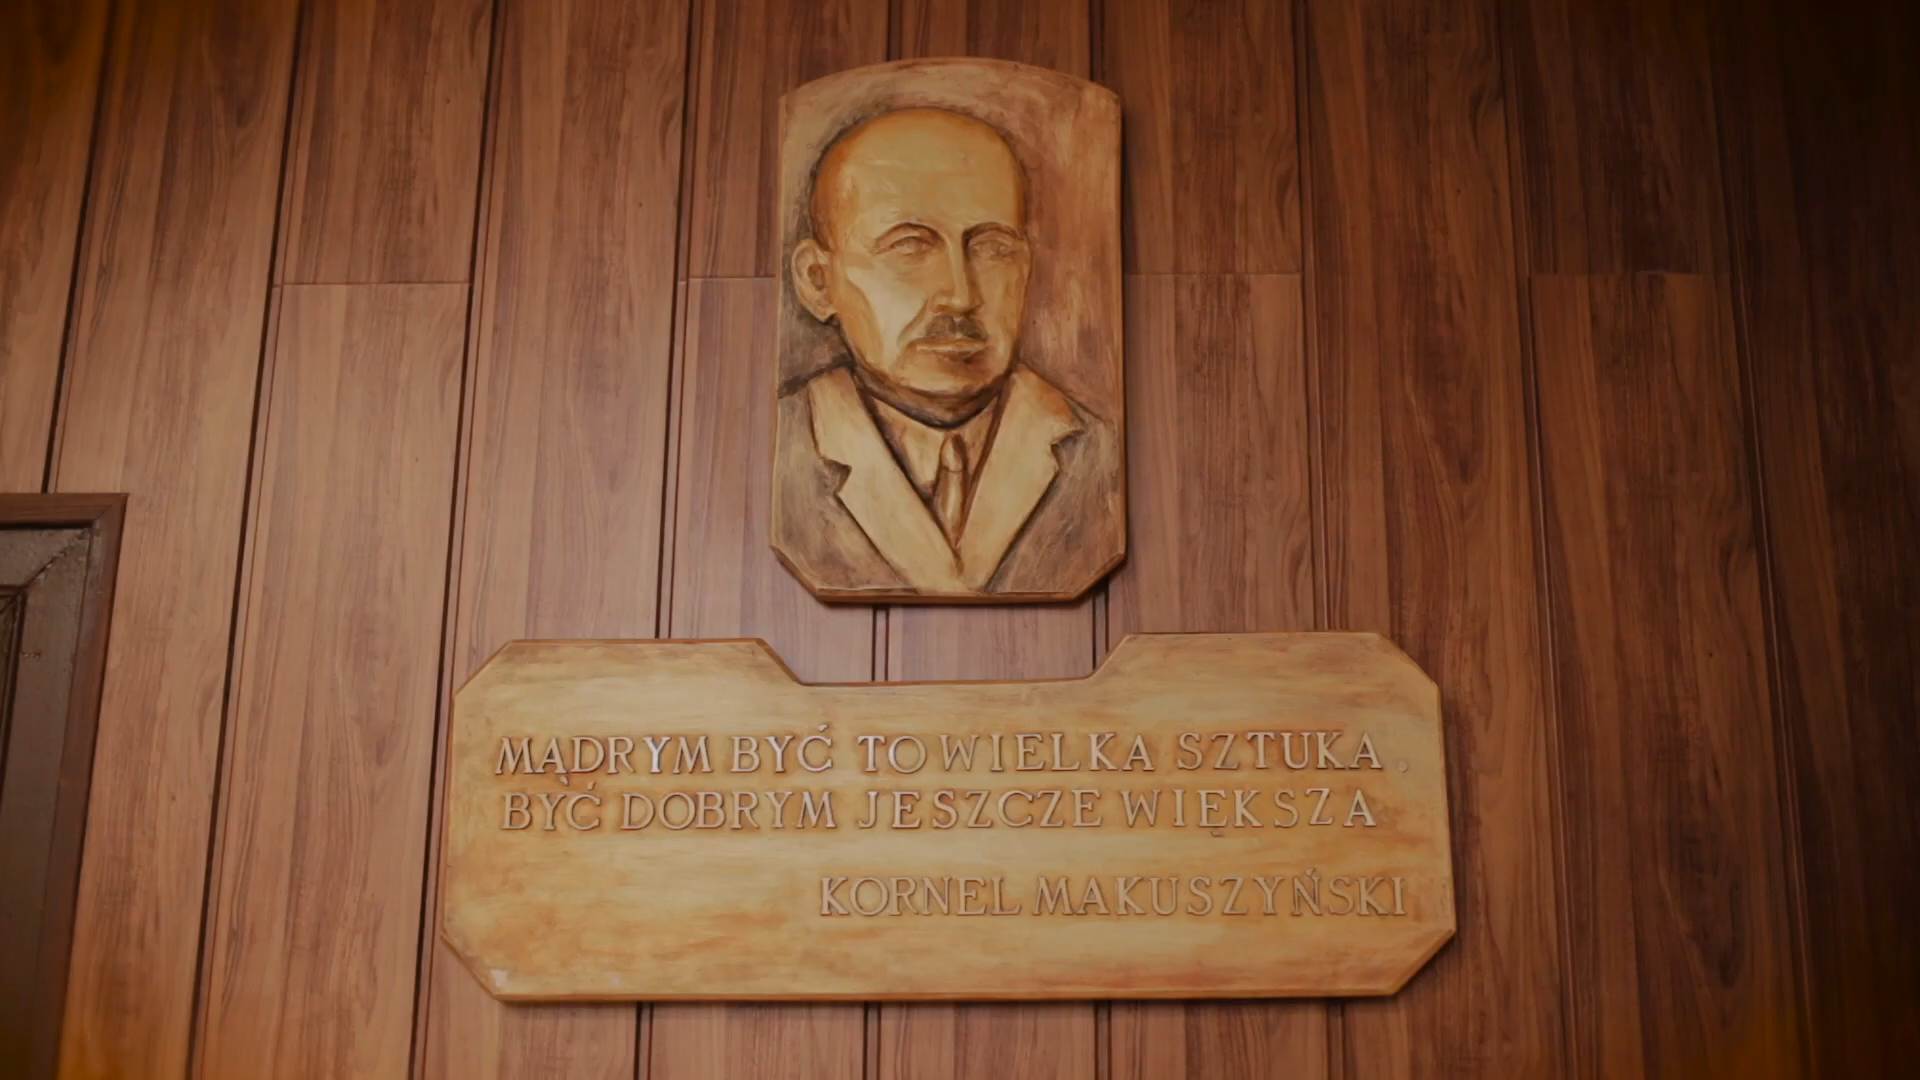 MĄDRYM BYĆ TO WIELKA SZTUKA.
BYĆ DOBRYM JESZCZE WIĘKSZA
KORNEL MAKUSZYŃSKI